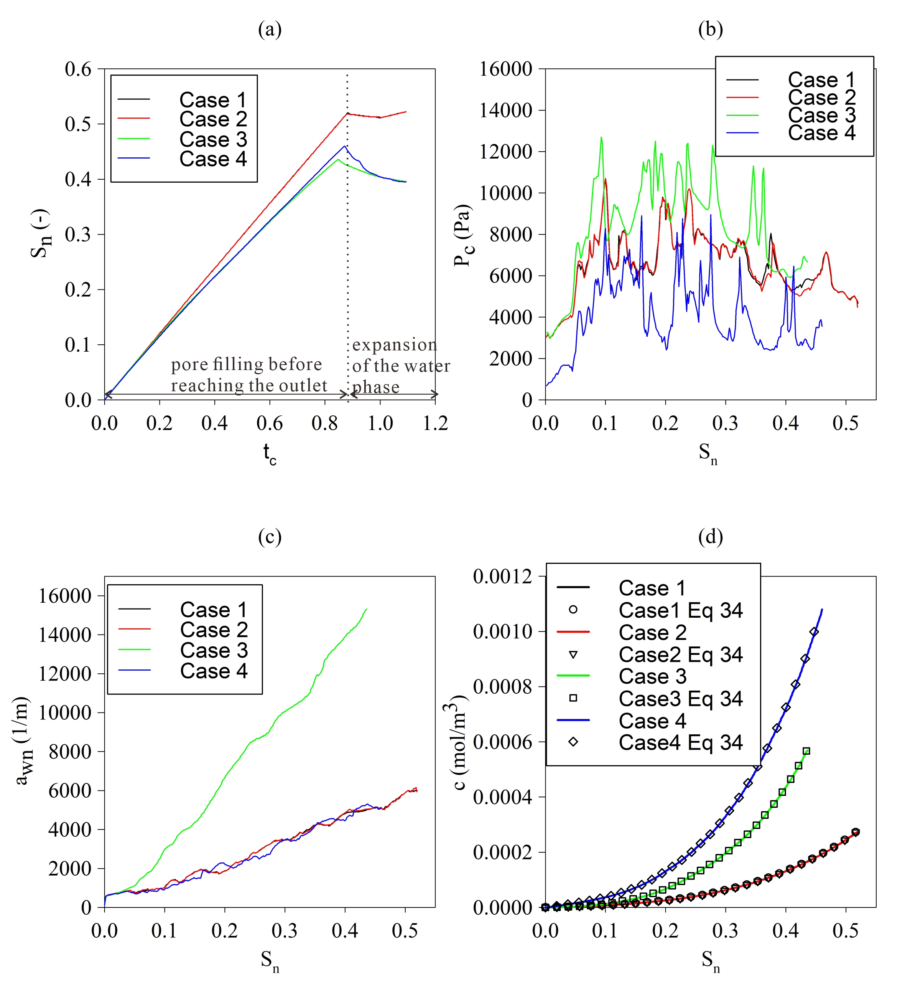 (a)
0.6
0.5
0.4
0.3
0.2
0.1
0.0
Sn (-)
Case 1
Case 2
Case 3
Case 4
pore filling before
reaching the outlet
expansion
of the water
phase
0.0 0.2 0.4 0.6 0.8 1.0 1.2
tc
(b)
16000
14000
12000
10000
8000
6000
4000
2000
0
Pc (Pa)
Case 1
Case 2
Case 3
Case 4
0.0 0.1 0.2 0.3 0.4 0.5
Sn
(c)
16000
14000
12000
10000
8000
6000
4000
2000
0
awn (1/m)
Case 1
Case 2
Case 3
Case 4
0.0 0.1 0.2 0.3 0.4 0.5
Sn
(d)
0.0012
0.0010
0.0008
0.0006
0.0004
0.0002
0.0000
c (mol/m³)
Case 1
Case1 Eq 34
Case 2
Case2 Eq 34
Case 3
Case3 Eq 34
Case 4
Case4 Eq 34
0.0 0.1 0.2 0.3 0.4 0.5
Sn